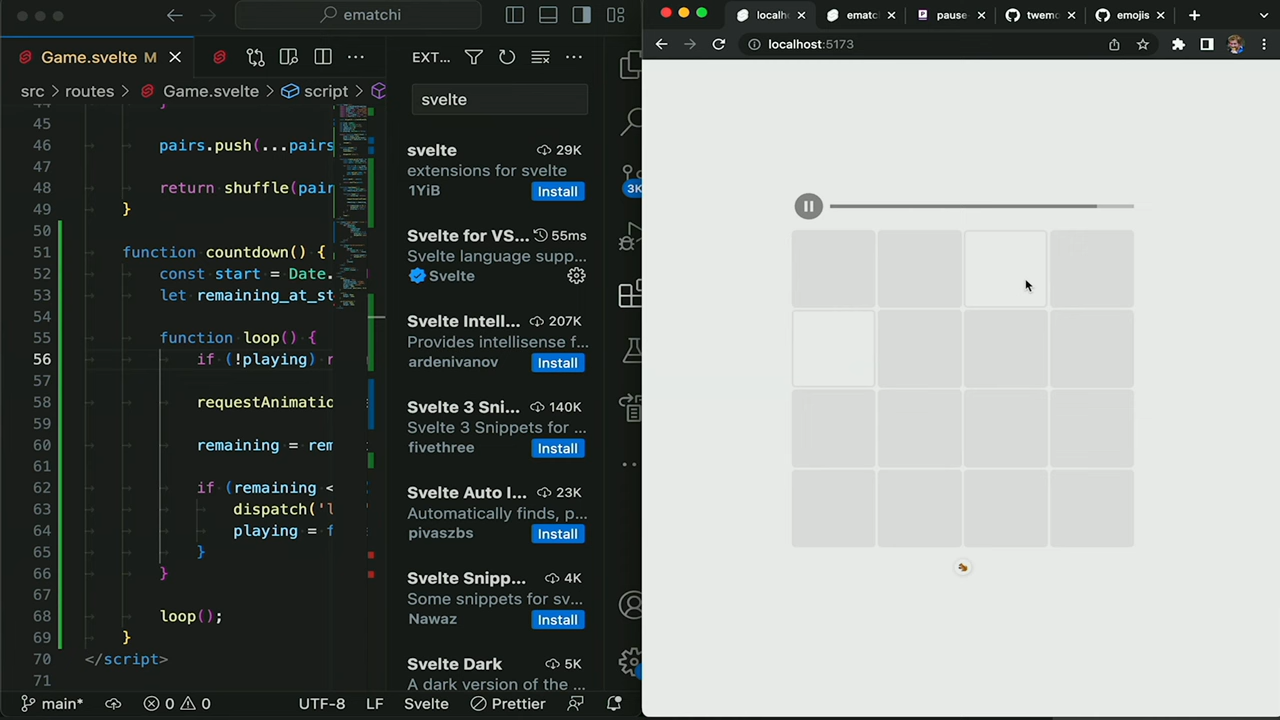 ematchi
Game.svelte M
src > routes > Game.svelte > script >
44 }
45
46 pairs.push(...pairs
47
48 return shuffle(pair
49 }
50
51 function countdown() {
52 const start = Date.
53 let remaining_at_st
54
55 function loop() {
56 if (!playing) r
57
58 requestAnimatio
59
60 remaining = rem
61
62 if (remaining <
63 dispatch('l
64 playing = f
65 }
66 }
67
68 loop();
69 }
70 </script>
71
EXT...
svelte
svelte 29K
extensions for svelte
1YiB Install
Svelte for VS... 55ms
Svelte language supp...
Svelte
Svelte Intell... 207K
Provides intellisense f...
ardenivanov Install
Svelte 3 Sni... 140K
Svelte 3 Snippets for ...
fivethree Install
Svelte Auto I... 23K
Automatically finds, p...
pivaszbs Install
Svelte Snipp... 4K
Some snippets for sv...
Nawaz Install
Svelte Dark 5K
A dark version of the ...
3K
main* 0 0 UTF-8 LF Svelte Prettier
localh
ematc
pause
twemo
emojis
localhost:5173